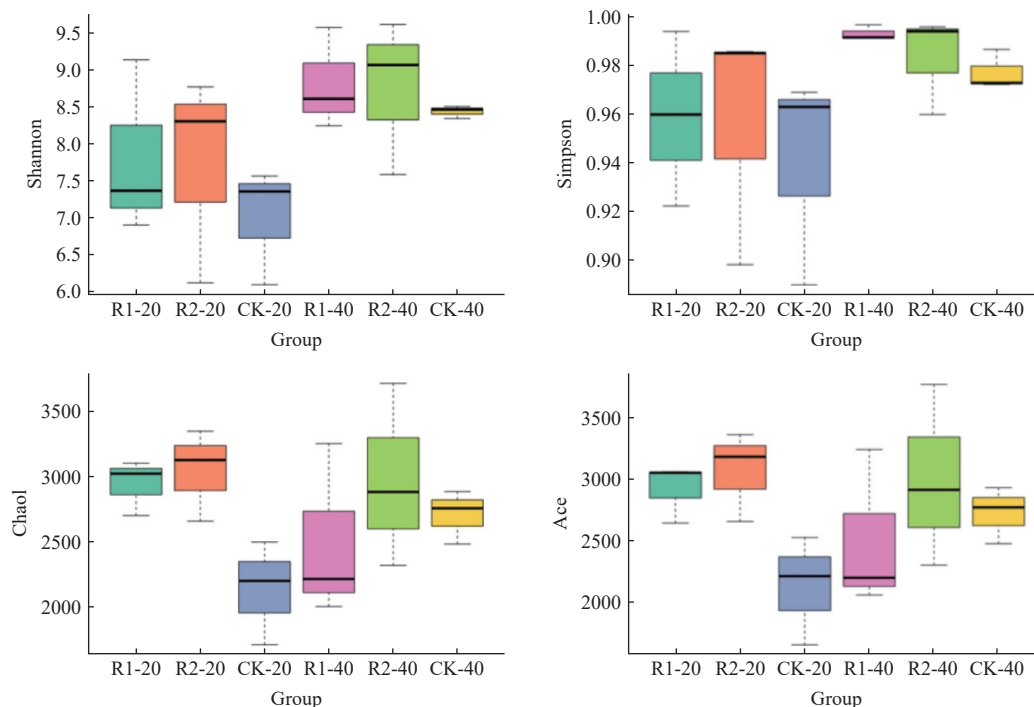 Shannon
9.5
9.0
8.5
8.0
7.5
7.0
6.5
6.0
R1-20 R2-20 CK-20 R1-40 R2-40 CK-40
Group
Simpson
1.00
0.98
0.96
0.94
0.92
0.90
R1-20 R2-20 CK-20 R1-40 R2-40 CK-40
Group
Chaol
3500
3000
2500
2000
R1-20 R2-20 CK-20 R1-40 R2-40 CK-40
Group
Ace
3500
3000
2500
2000
R1-20 R2-20 CK-20 R1-40 R2-40 CK-40
Group